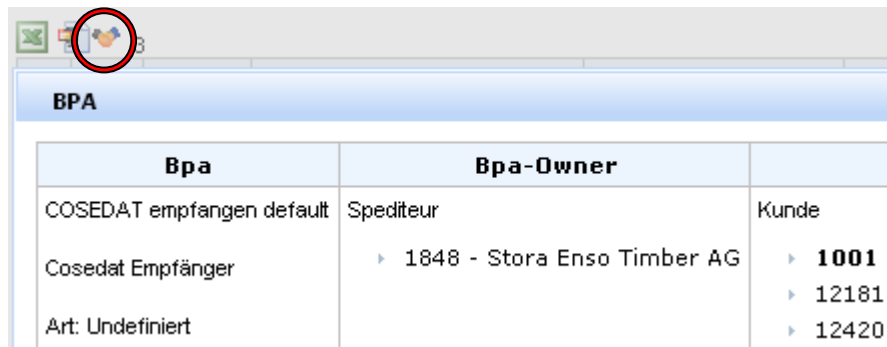 3
BPA
Bpa
Bpa-Owner
COSEDAT empfangen default
Spediteur
Kunde
Cosedat Empfänger
1848 - Stora Enso Timber AG
1001
12181
Art: Undefiniert
12420